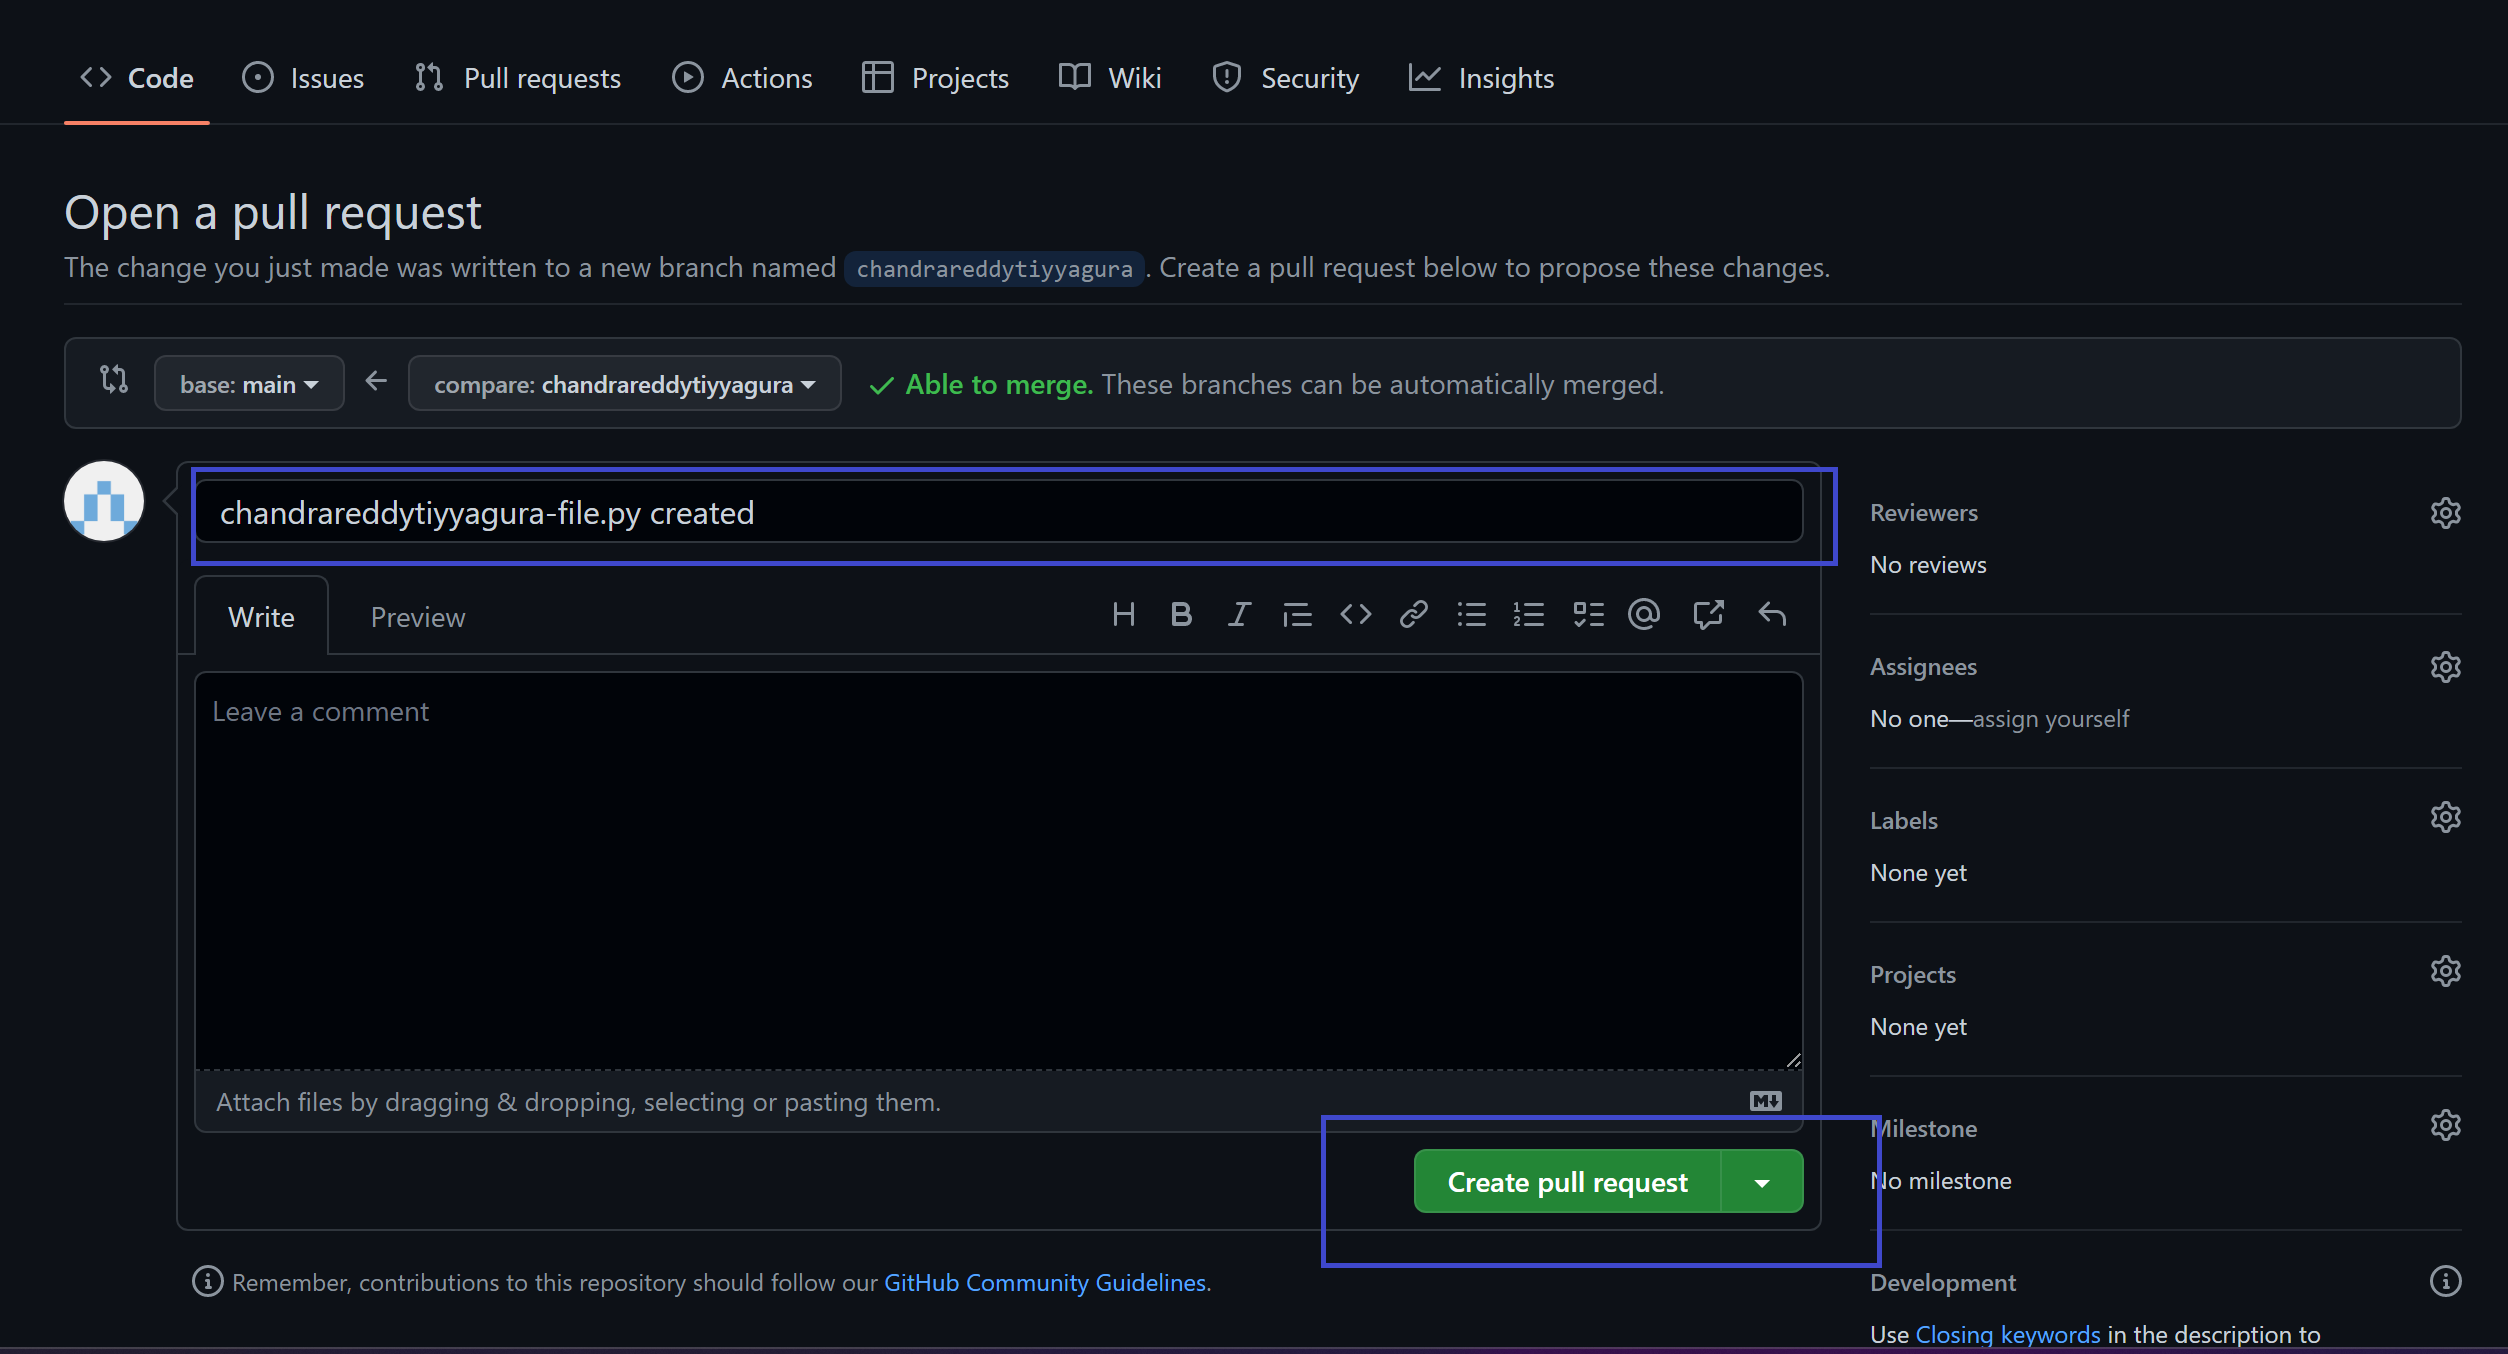 Code Issues Pull requests Actions Projects Wiki Security Insights
Open a pull request
The change you just made was written to a new branch named chandrareddytiyyagura. Create a pull request below to propose these changes.
base: main compare: chandrareddytiyyagura Able to merge. These branches can be automatically merged.
chandrareddytiyyagura-file.py created
Write Preview
Leave a comment
Attach files by dragging & dropping, selecting or pasting them.
Create pull request
Remember, contributions to this repository should follow our GitHub Community Guidelines.
Reviewers
No reviews
Assignees
No one—assign yourself
Labels
None yet
Projects
None yet
Milestone
No milestone
Development
Use Closing keywords in the description to